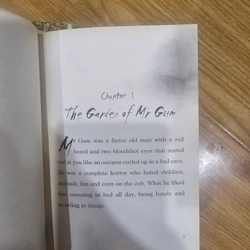 Chapter 1
The Garden of Mr Gum
Mr Gum was a fierce old man with a red
beard and two bloodshot eyes that stared
out at you like an octopus curled up in a bad cave.
He was a complete horror who hated children,
animals, fun and corn on the cob. What he liked
was snoozing in bed all day, being lonely and
scowling at things.